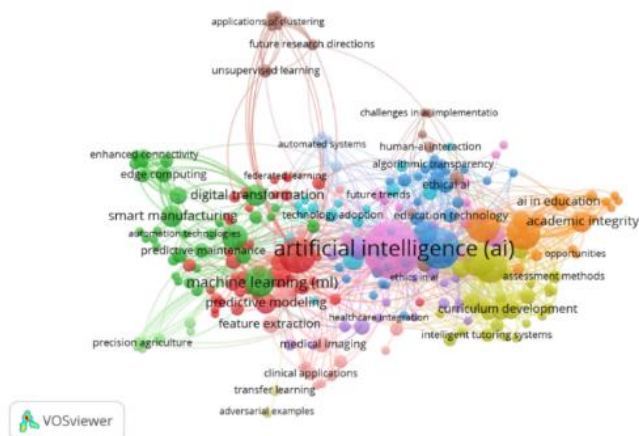 applications of clustering
future research directions
unsupervised learning
challenges in ai implementatio
automated systems
human-ai interaction
enhanced connectivity
algorithmic transparency
edge computing
federated learning
ethical ai
digital transformation
future trends
ai in education
smart manufacturing
technology adoption
education technology
academic integrity
automation technologies
predictive maintenance
artificial intelligence (ai)
opportunities
ethics in ai
assessment methods
machine learning (ml)
predictive modeling
curriculum development
feature extraction
healthcare integration
precision agriculture
medical imaging
intelligent tutoring systems
clinical applications
transfer learning
adversarial examples
VOSviewer